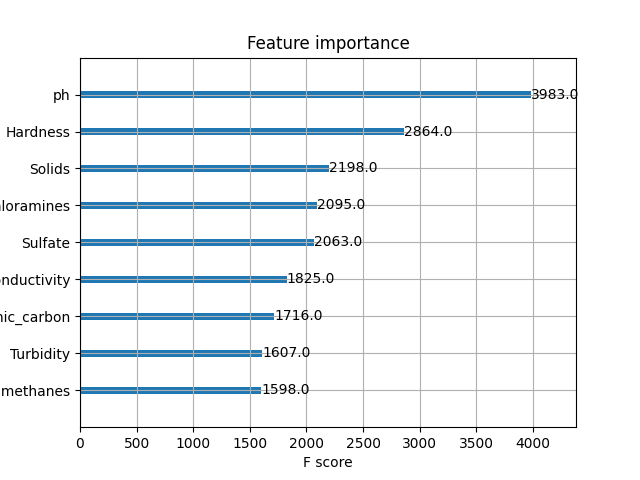 Feature importance
ph
3983.0
Hardness
2864.0
Solids
2198.0
loramines
2095.0
Sulfate
2063.0
onductivity
1825.0
nic_carbon
1716.0
Turbidity
1607.0
methanes
1598.0
0 500 1000 1500 2000 2500 3000 3500 4000
F score